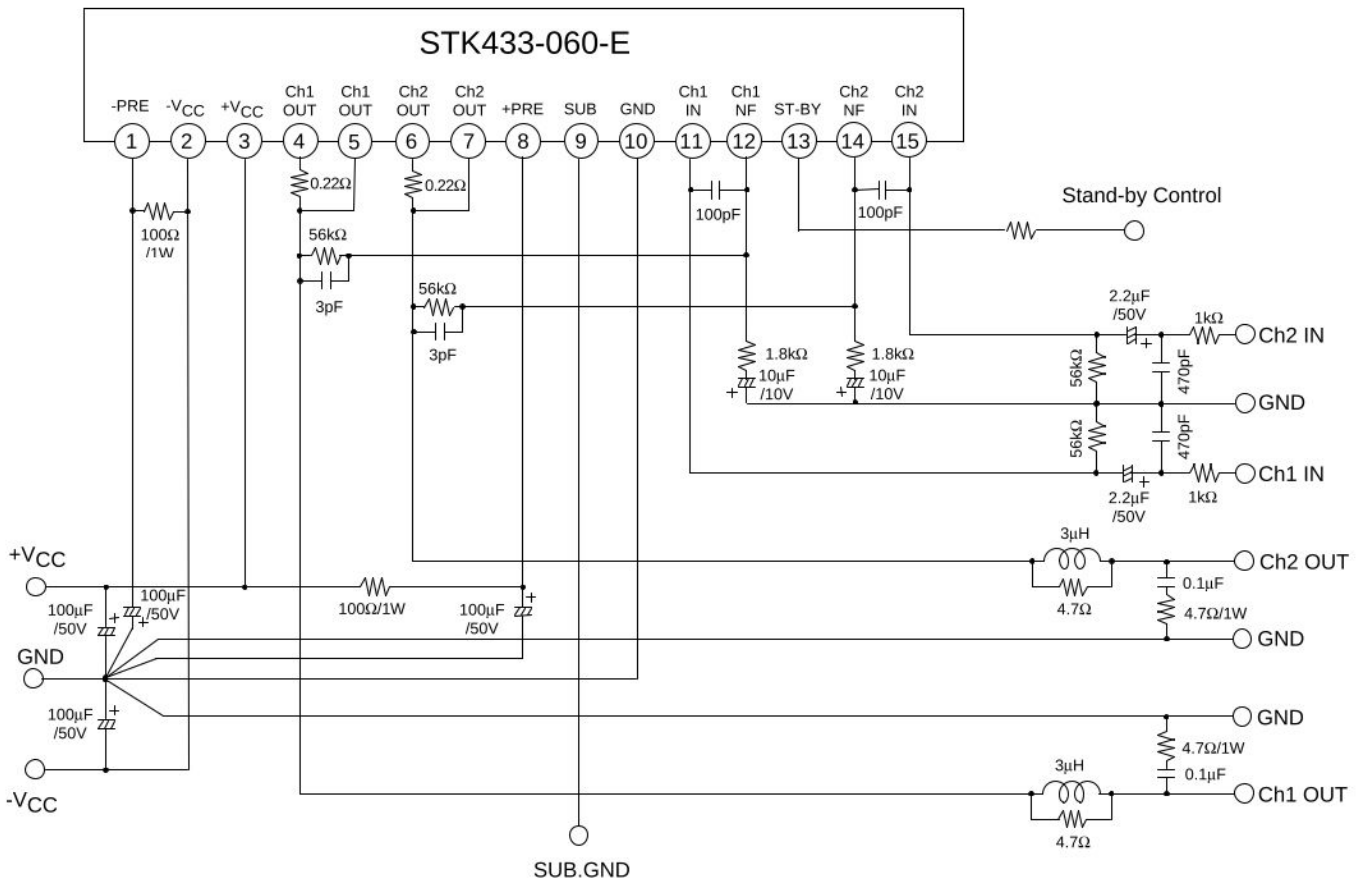 STK433-060-E
-PRE
-VCC
+VCC
Ch1
OUT
Ch1
OUT
Ch2
OUT
Ch2
OUT
+PRE
SUB
GND
Ch1
IN
Ch1
NF
ST-BY
Ch2
NF
Ch2
IN
1
2
3
4
5
6
7
8
9
10
11
12
13
14
15
0.22Ω
0.22Ω
100pF
100pF
Stand-by Control
100Ω
/1W
56kΩ
3pF
56kΩ
3pF
2.2µF
/50V
1kΩ
Ch2 IN
1.8kΩ
10µF
/10V
+
1.8kΩ
10µF
/10V
+
+
56kΩ
470pF
GND
56kΩ
470pF
+
Ch1 IN
2.2µF
/50V
1kΩ
+VCC
3µH
Ch2 OUT
4.7Ω
0.1µF
4.7Ω/1W
GND
100µF
/50V
+
100µF
/50V
+
100Ω/1W
100µF
/50V
+
GND
100µF
/50V
+
GND
4.7Ω/1W
0.1µF
3µH
Ch1 OUT
4.7Ω
-VCC
SUB.GND